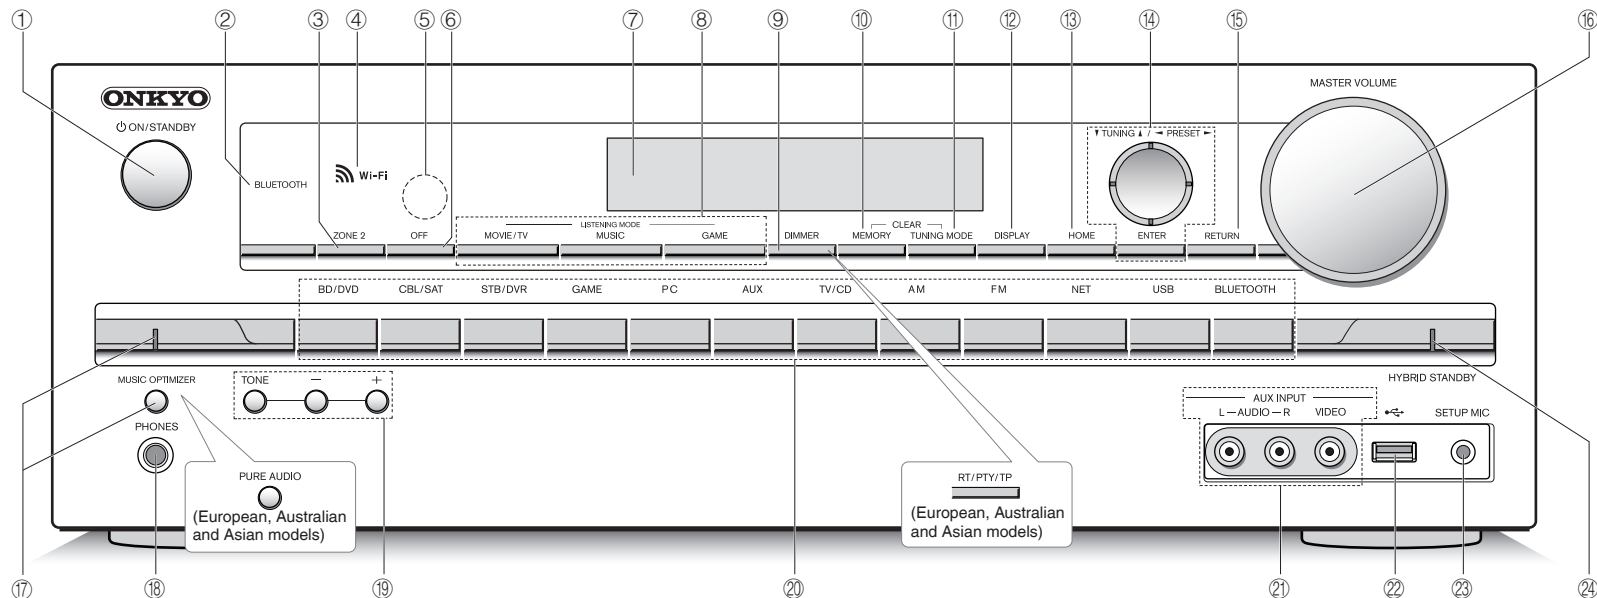 ① ② ③ ④ ⑤ ⑥ ⑦ ⑧ ⑨ ⑩ ⑪ ⑫ ⑬ ⑭ ⑮ ⑯
MASTER VOLUME
ONKYO
ON/STANDBY
TUNING / PRESET
BLUETOOTH
Wi-Fi
LISTENING MODE
CLEAR
ZONE 2 OFF MOVIE/TV MUSIC GAME DIMMER MEMORY TUNING MODE DISPLAY HOME ENTER RETURN
BD/DVD CBL/SAT STB/DVR GAME PC AUX TV/CD AM FM NET USB BLUETOOTH
MUSIC OPTIMIZER
TONE − +
HYBRID STANDBY
AUX INPUT
L — AUDIO — R VIDEO
SETUP MIC
PHONES
PURE AUDIO
(European, Australian
and Asian models)
RT/PTY/TP
(European, Australian
and Asian models)
⑰ ⑱ ⑲ ⑳ ㉑ ㉒ ㉓ ㉔